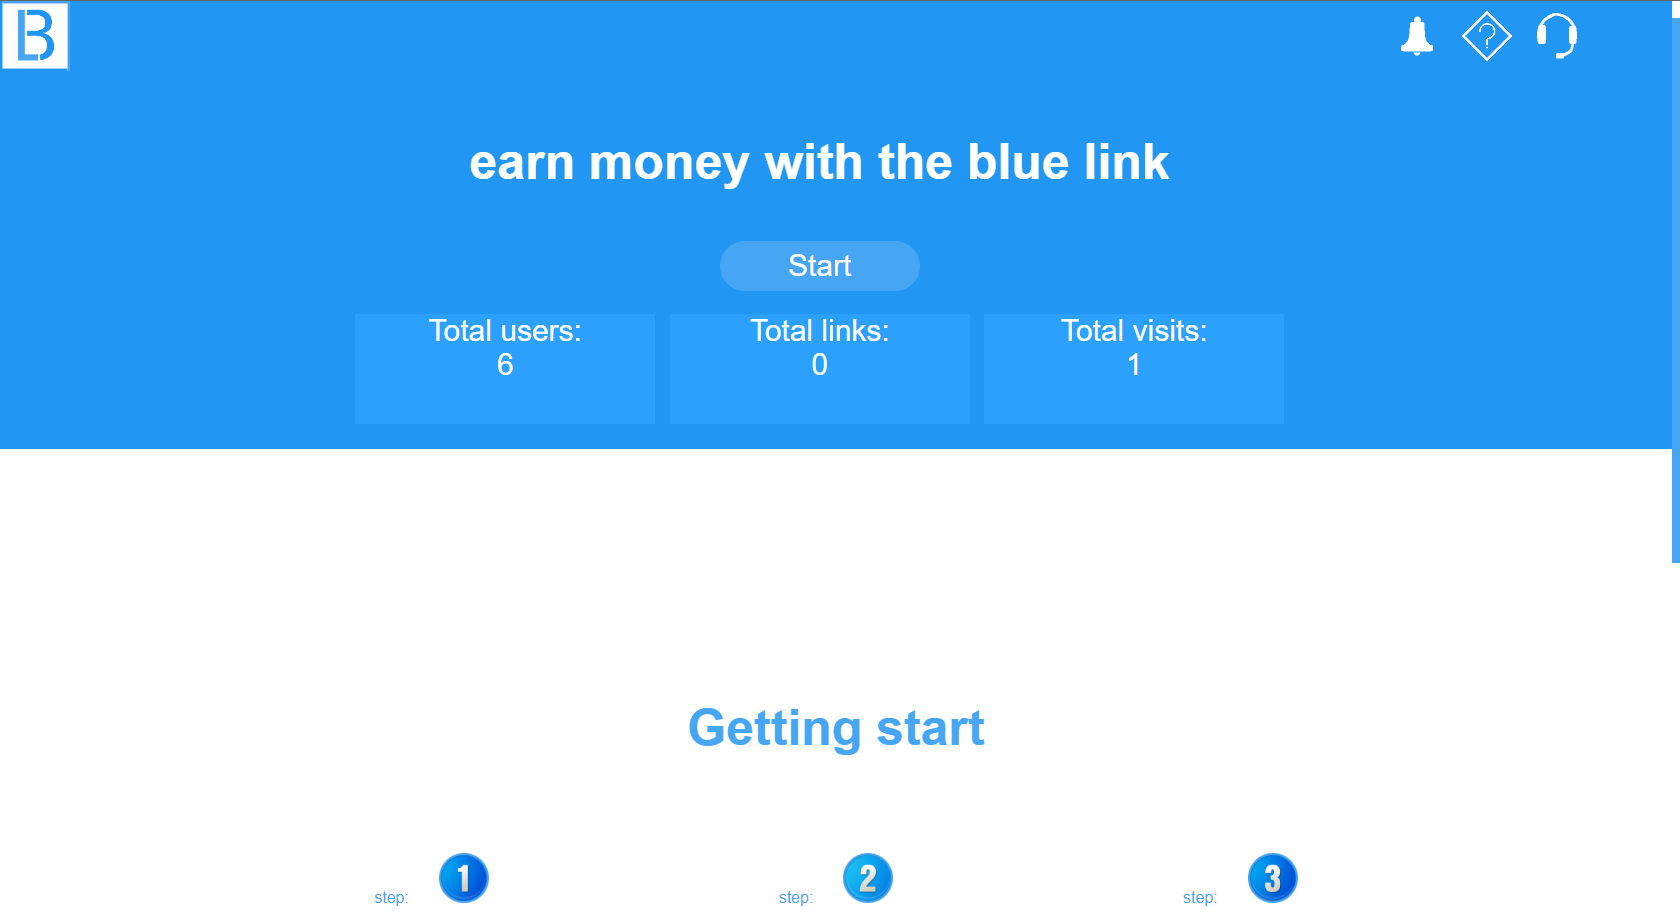 B
?
earn money with the blue link
Start
Total users:
6
Total links:
0
Total visits:
1
Getting start
step: 1
step: 2
step: 3